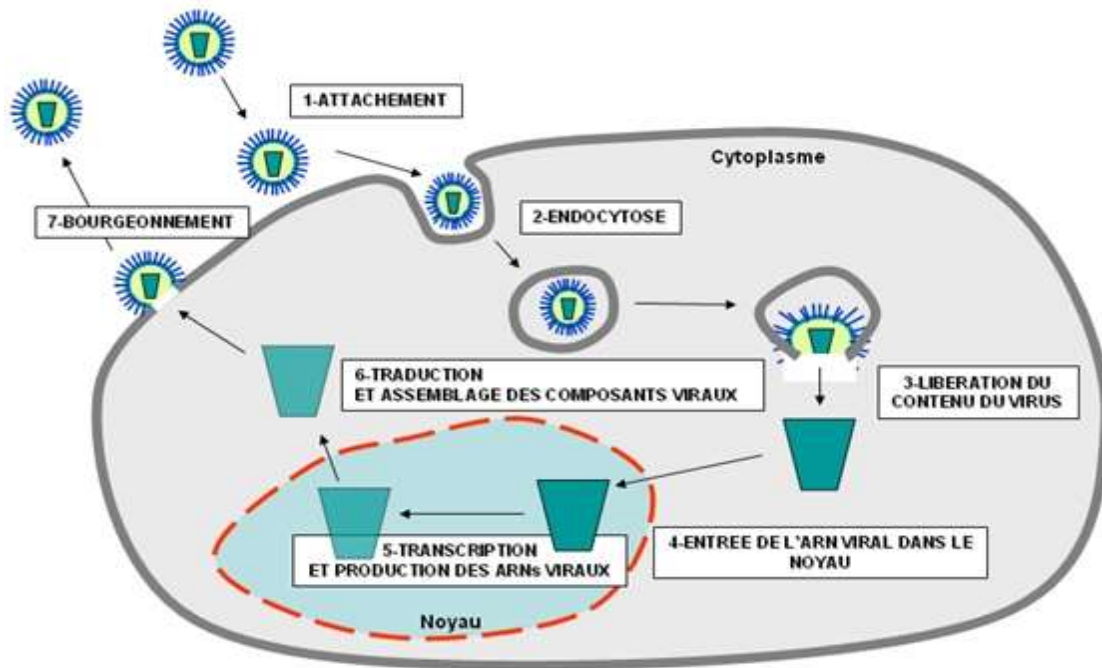 1-ATTACHEMENT
Cytoplasme
7-BOURGEONNEMENT
2-ENDOCYTOSE
6-TRADUCTION
ET ASSEMBLAGE DES COMPOSANTS VIRAUX
3-LIBERATION DU
CONTENU DU VIRUS
5-TRANSCRIPTION
ET PRODUCTION DES ARNs VIRAUX
4-ENTREE DE L'ARN VIRAL DANS LE
NOYAU
Noyau